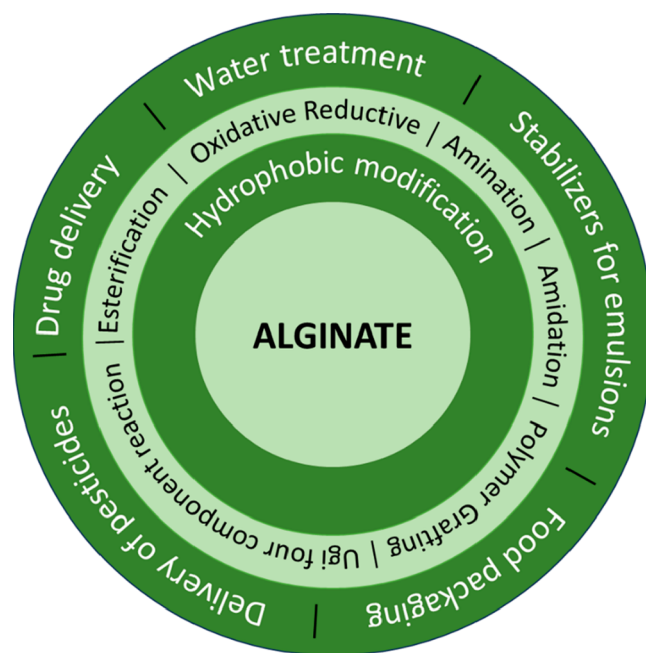 Water treatment | Stabilizers for emulsions | Food packaging | Delivery of pesticides | Drug delivery |
Oxidative Reductive | Amination | Amidation | Polymer Grafting | Ugi four component reaction | Esterification |
Hydrophobic modification
ALGINATE